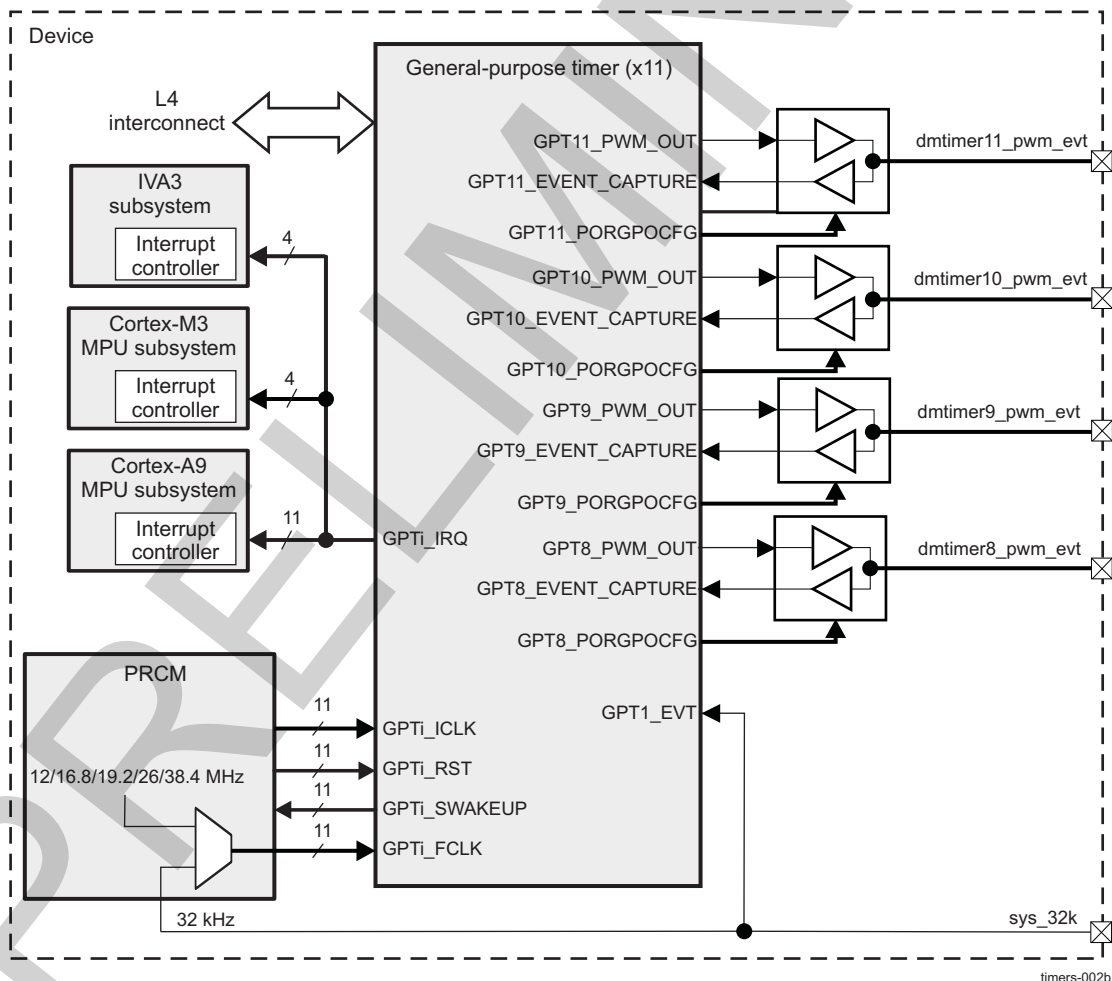 Device
General-purpose timer (x11)
L4
interconnect
IVA3
subsystem
Interrupt
controller
4
Cortex-M3
MPU subsystem
Interrupt
controller
4
Cortex-A9
MPU subsystem
Interrupt
controller
11
GPTi_IRQ
PRCM
12/16.8/19.2/26/38.4 MHz
32 kHz
11
GPTi_ICLK
11
GPTi_RST
11
GPTi_SWAKEUP
11
GPTi_FCLK
GPT11_PWM_OUT
GPT11_EVENT_CAPTURE
GPT11_PORGPOCFG
dmtimer11_pwm_evt
GPT10_PWM_OUT
GPT10_EVENT_CAPTURE
GPT10_PORGPOCFG
dmtimer10_pwm_evt
GPT9_PWM_OUT
GPT9_EVENT_CAPTURE
GPT9_PORGPOCFG
dmtimer9_pwm_evt
GPT8_PWM_OUT
GPT8_EVENT_CAPTURE
GPT8_PORGPOCFG
dmtimer8_pwm_evt
GPT1_EVT
sys_32k
timers-002b
PRELIMIN